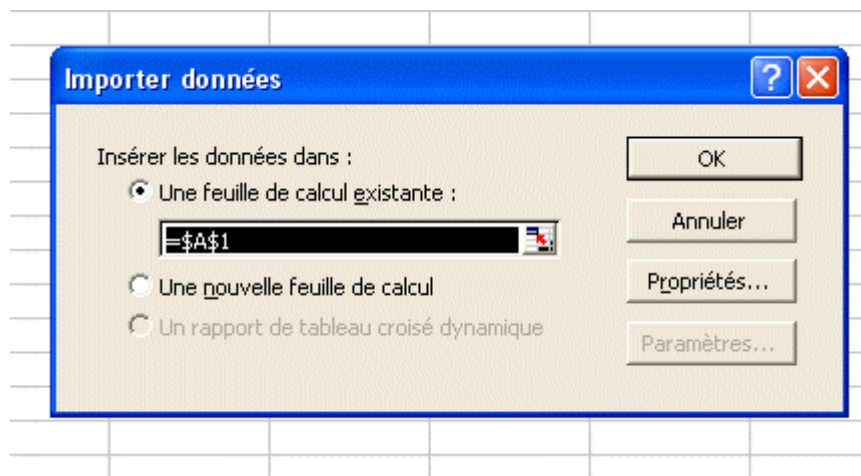 Importer données
Insérer les données dans :
Une feuille de calcul existante :
=$A$1
Une nouvelle feuille de calcul
Un rapport de tableau croisé dynamique
OK
Annuler
Propriétés...
Paramètres...